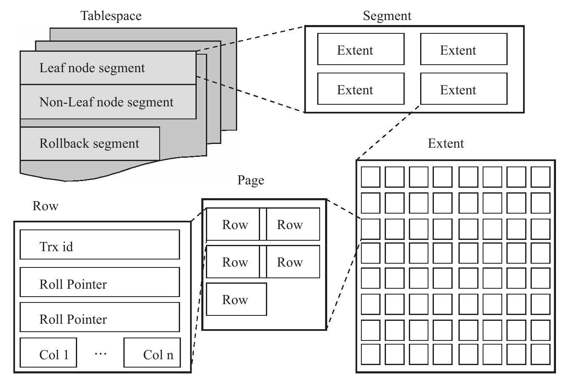 Tablespace
Leaf node segment
Non-Leaf node segment
Rollback segment
Segment
Extent Extent
Extent Extent
Extent
Page
Row Row
Row Row
Row
Row
Trx id
Roll Pointer
Roll Pointer
Col 1 ... Col n